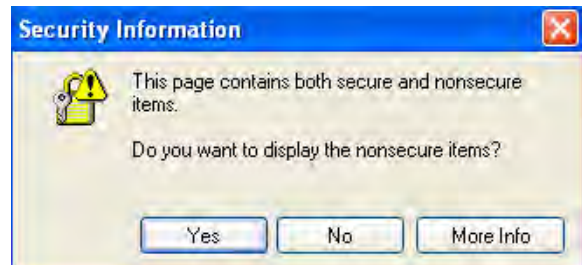 Security Information
This page contains both secure and nonsecure
items.
Do you want to display the nonsecure items?
Yes
No
More Info